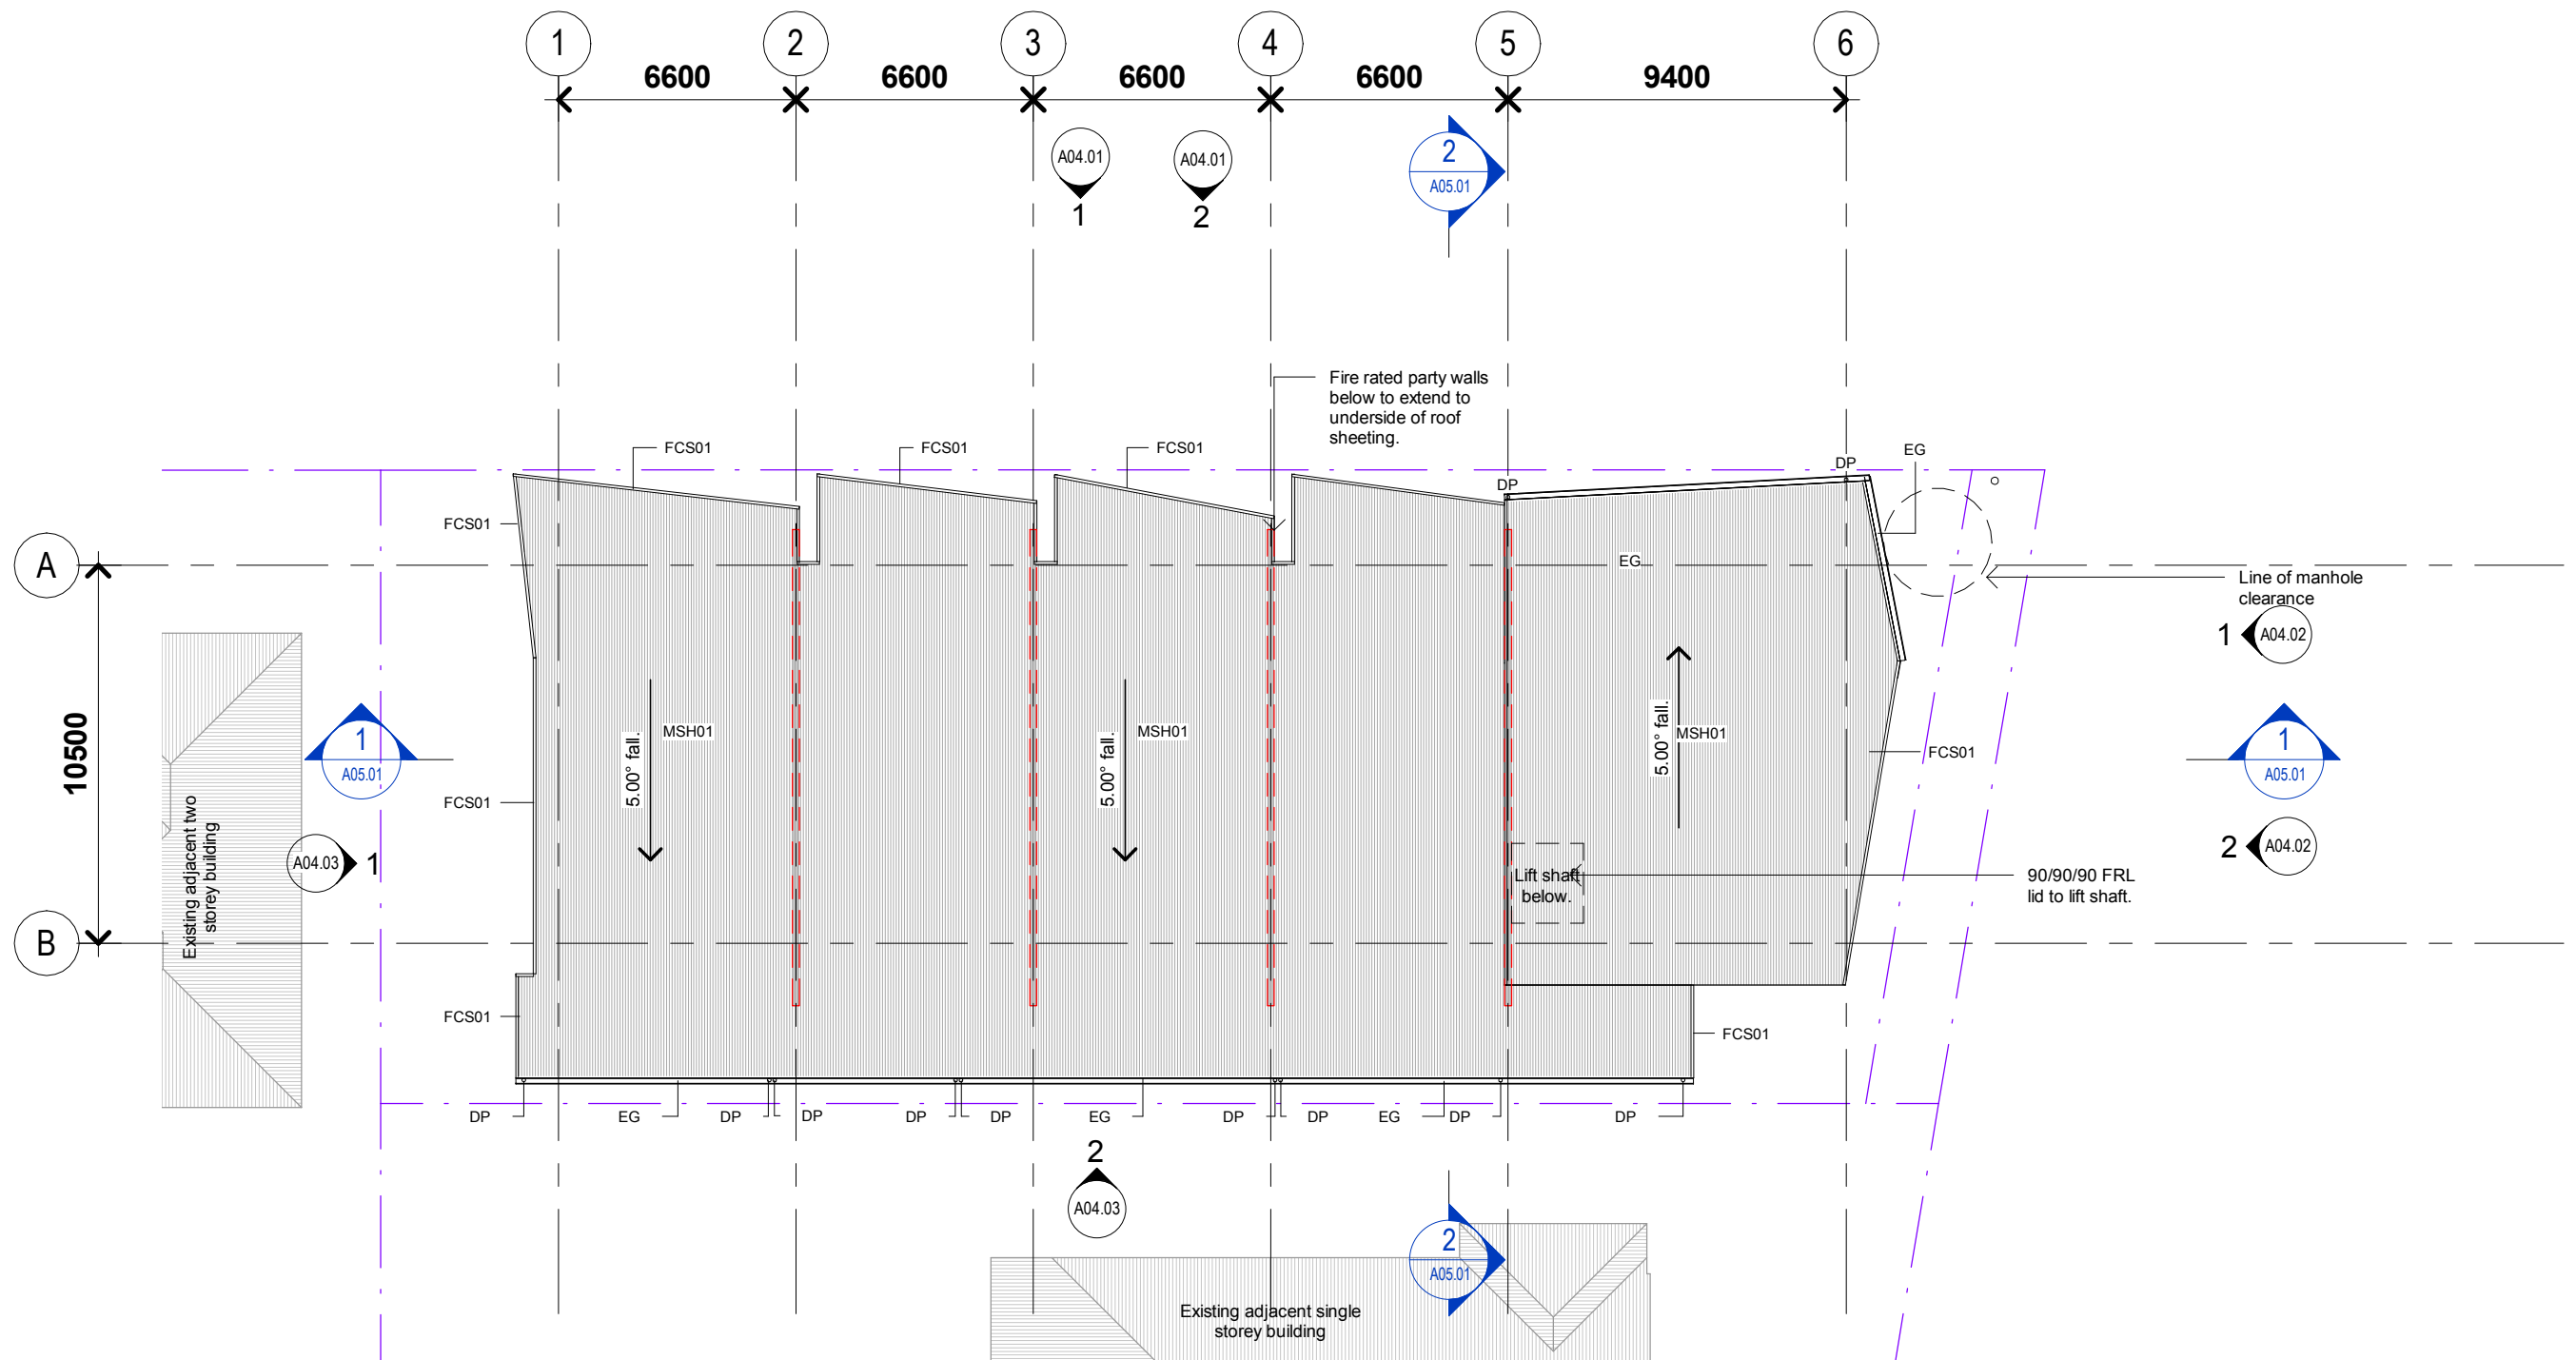 1
2
3
4
5
6
6600
6600
6600
6600
9400
A04.01
1
A04.01
2
2
A05.01
Fire rated party walls
below to extend to
underside of roof
sheeting.
FCS01
FCS01
FCS01
EG
DP
DP
FCS01
A
EG
Line of manhole
clearance
1
A04.02
10500
5.00° fall.
MSH01
5.00° fall.
MSH01
5.00° fall.
MSH01
FCS01
1
A05.01
1
A05.01
FCS01
Existing adjacent two
storey building
A04.03
1
2
A04.02
Lift shaft
below.
90/90/90 FRL
lid to lift shaft.
B
FCS01
FCS01
DP
EG
DP
DP
DP
DP
EG
DP
DP
EG
DP
DP
2
A04.03
2
A05.01
Existing adjacent single
storey building